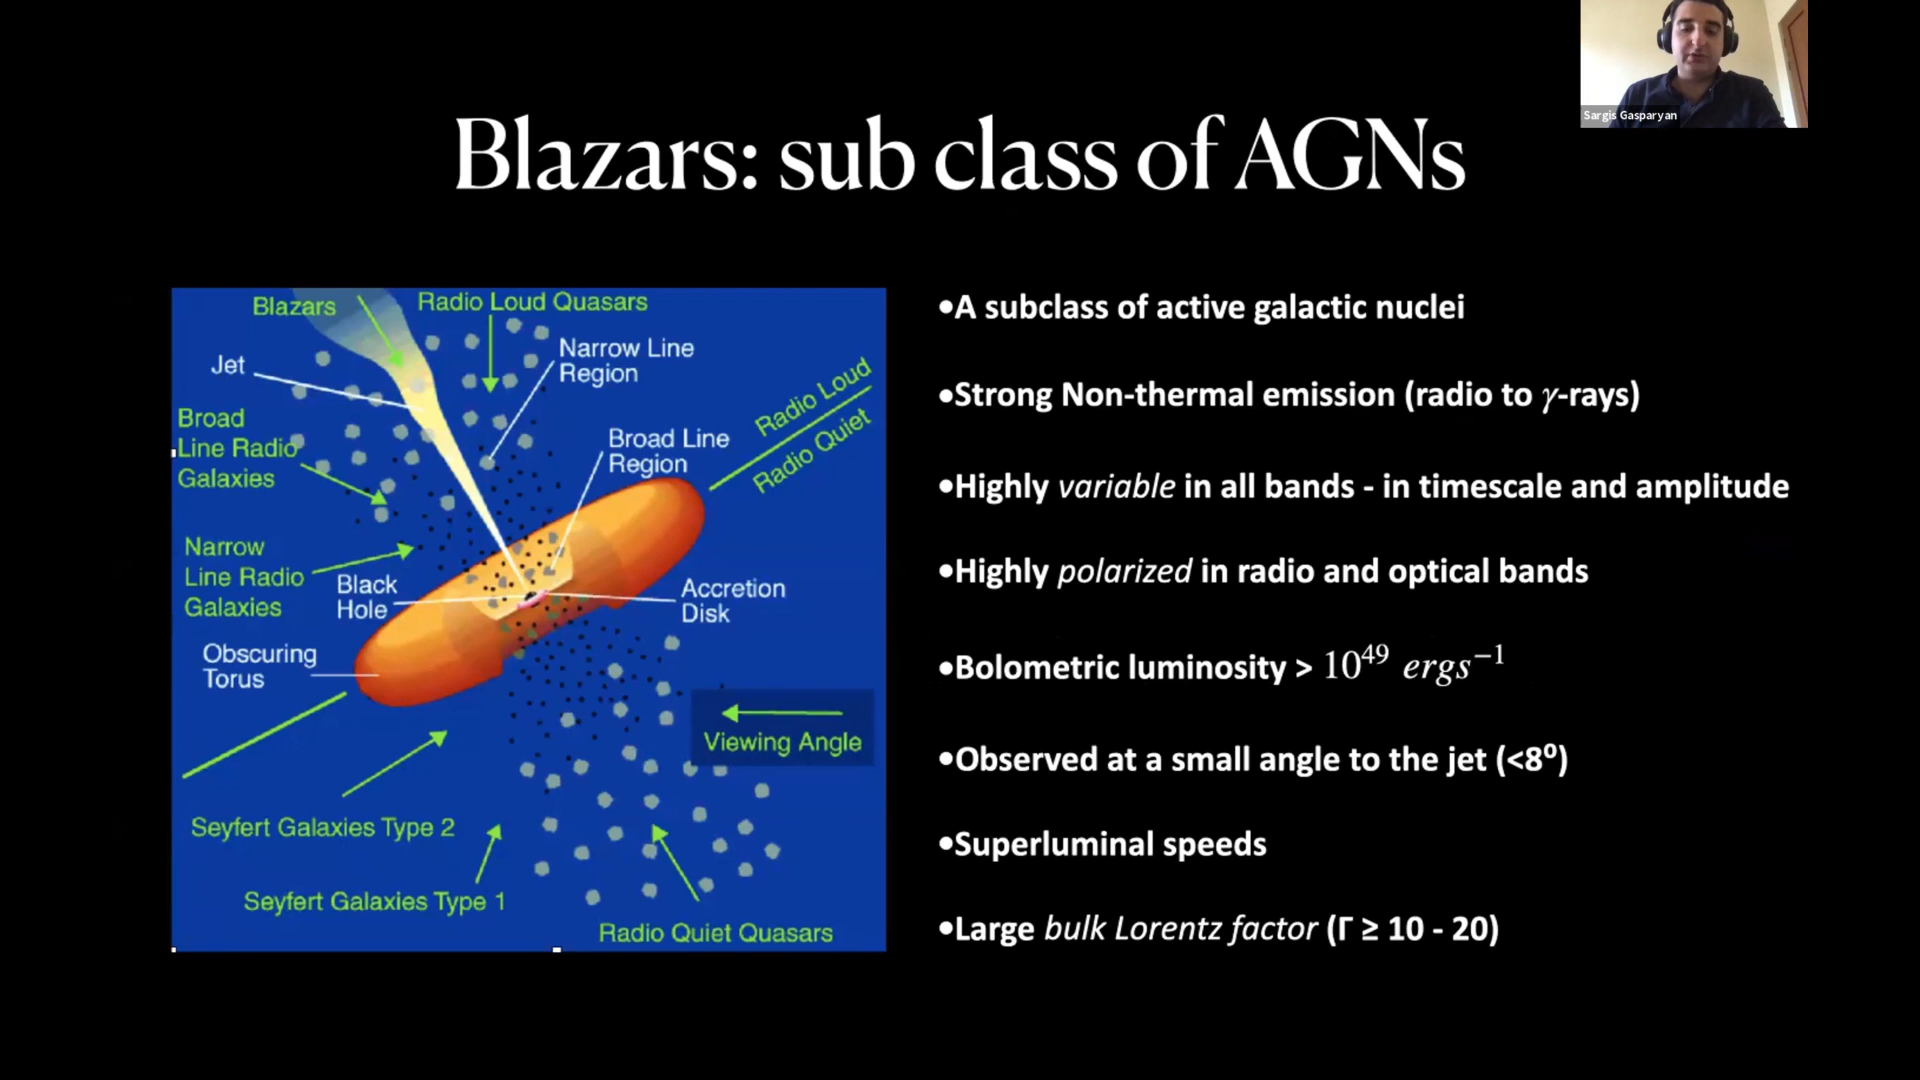 Sargis Gasparyan
Blazars: sub class of AGNs
Blazars
Radio Loud Quasars
Jet
Narrow Line
Region
Broad
Line Radio
Galaxies
Broad Line
Region
Radio Loud
Radio Quiet
Narrow
Line Radio
Galaxies
Black
Hole
Accretion
Disk
Obscuring
Torus
Viewing Angle
Seyfert Galaxies Type 2
Seyfert Galaxies Type 1
Radio Quiet Quasars
•A subclass of active galactic nuclei
•Strong Non-thermal emission (radio to γ-rays)
•Highly variable in all bands - in timescale and amplitude
•Highly polarized in radio and optical bands
•Bolometric luminosity > 10⁴⁹ ergs⁻¹
•Observed at a small angle to the jet (<8⁰)
•Superluminal speeds
•Large bulk Lorentz factor (Γ ≥ 10 - 20)